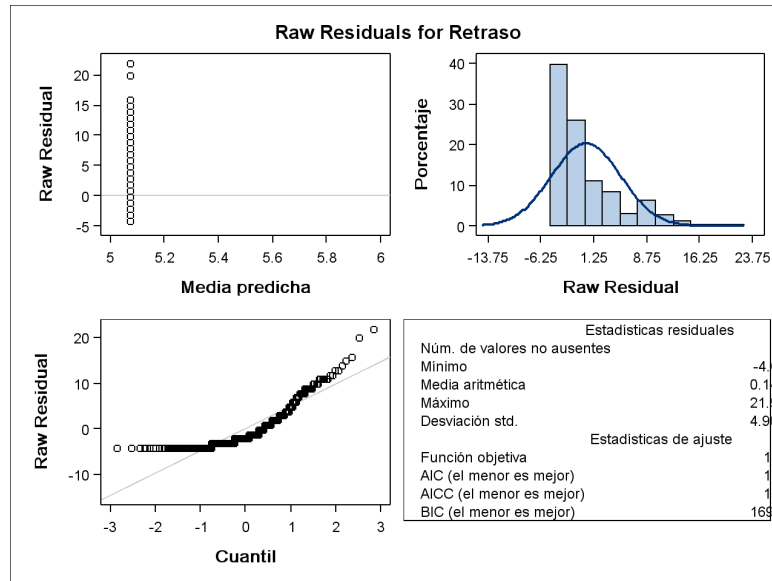 Raw Residuals for Retraso
Raw Residual
20
15
10
5
0
-5
5
5.2
5.4
5.6
5.8
6
Media predicha
Porcentaje
40
30
20
10
0
-13.75
-6.25
1.25
8.75
16.25
23.75
Raw Residual
Raw Residual
20
10
0
-10
-3
-2
-1
0
1
2
3
Cuantil
Estadísticas residuales
Núm. de valores no ausentes
Mínimo
Media aritmética
Máximo
Desviación std.
Estadísticas de ajuste
Función objetiva
AIC (el menor es mejor)
AICC (el menor es mejor)
BIC (el menor es mejor)